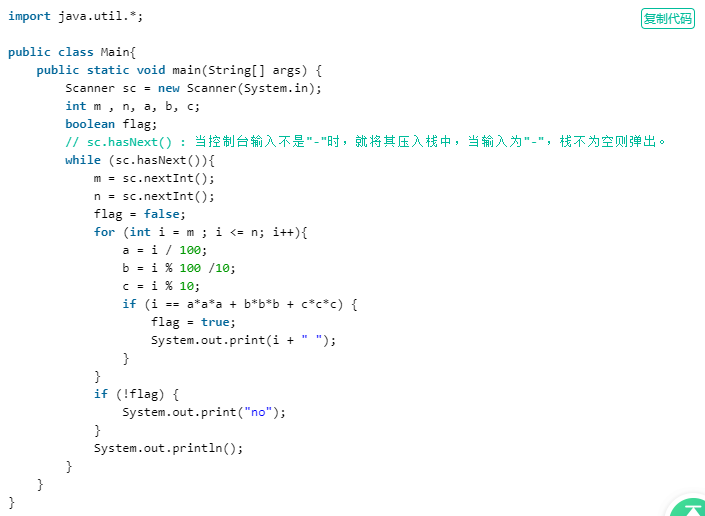 import java.util.*;
复制代码
public class Main{
public static void main(String[] args) {
Scanner sc = new Scanner(System.in);
int m , n, a, b, c;
boolean flag;
// sc.hasNext() : 当控制台输入不是"-"时，就将其压入栈中，当输入为"-"，栈不为空则弹出。
while (sc.hasNext()){
m = sc.nextInt();
n = sc.nextInt();
flag = false;
for (int i = m ; i <= n; i++){
a = i / 100;
b = i % 100 /10;
c = i % 10;
if (i == a*a*a + b*b*b + c*c*c) {
flag = true;
System.out.print(i + " ");
}
}
if (!flag) {
System.out.print("no");
}
System.out.println();
}
}
}